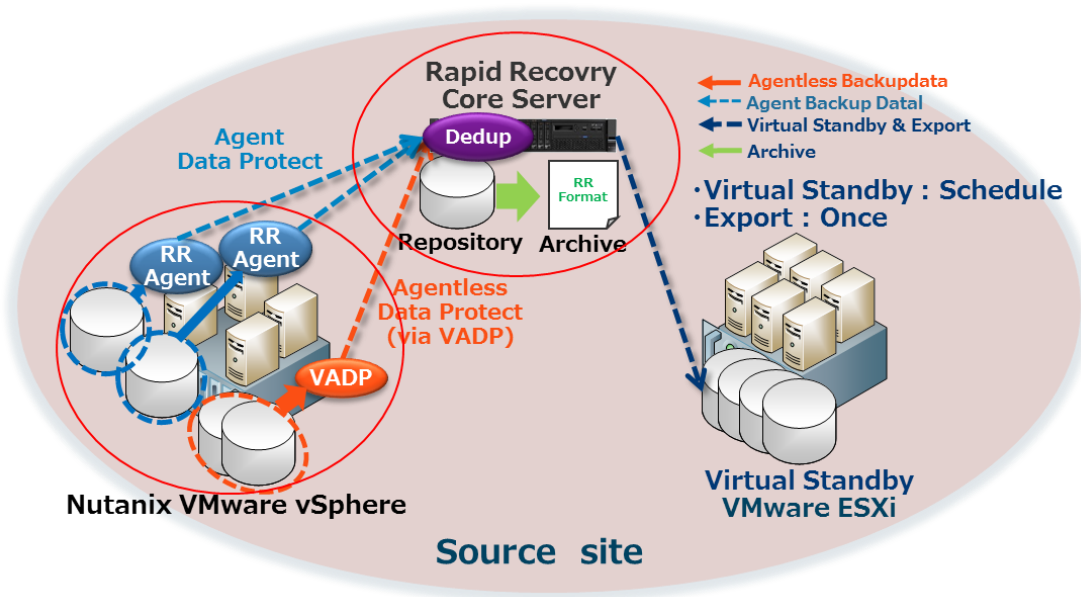 Rapid Recovry
Core Server
Dedup
Agentless Backupdata
Agent Backup Datal
Virtual Standby & Export
Archive
・Virtual Standby：Schedule
・Export：Once
Agent
Data Protect
RR
Format
Repository
Archive
RR
Agent
RR
Agent
Agentless
Data Protect
(via VADP)
VADP
Nutanix VMware vSphere
Virtual Standby
VMware ESXi
Source site